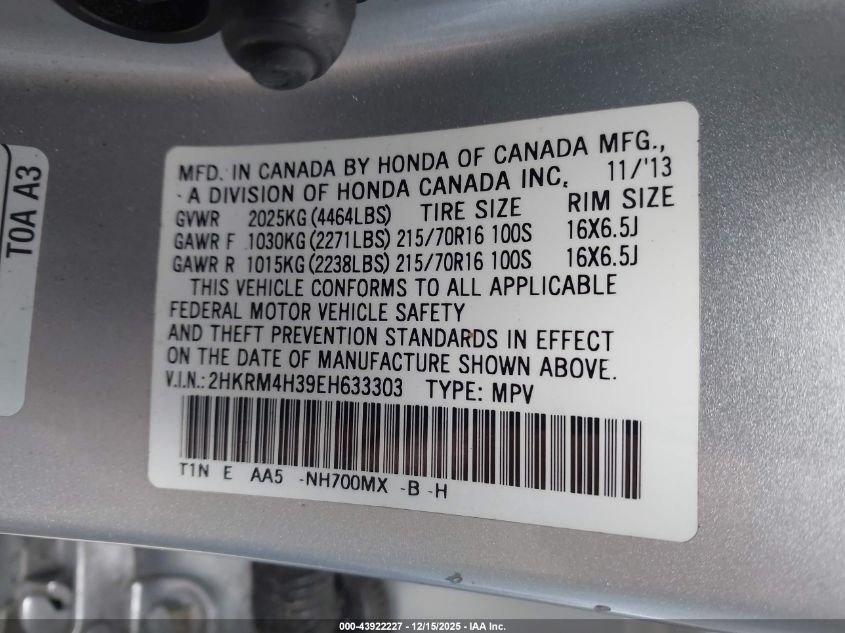 TOA A3
MFD. IN CANADA BY HONDA OF CANADA MFG.,
A DIVISION OF HONDA CANADA INC. 11/'13
GVWR 2025KG (4464LBS) TIRE SIZE RIM SIZE
GAWR F 1030KG (2271LBS) 215/70R16 100S 16X6.5J
GAWR R 1015KG (2238LBS) 215/70R16 100S 16X6.5J
THIS VEHICLE CONFORMS TO ALL APPLICABLE
FEDERAL MOTOR VEHICLE SAFETY
AND THEFT PREVENTION STANDARDS IN EFFECT
ON THE DATE OF MANUFACTURE SHOWN ABOVE.
V.I.N.: 2HKRM4H39EH633303 TYPE: MPV
T1N E AA5 -NH700MX -B -H
000-43922227 - 12/15/2025 - IAA Inc.